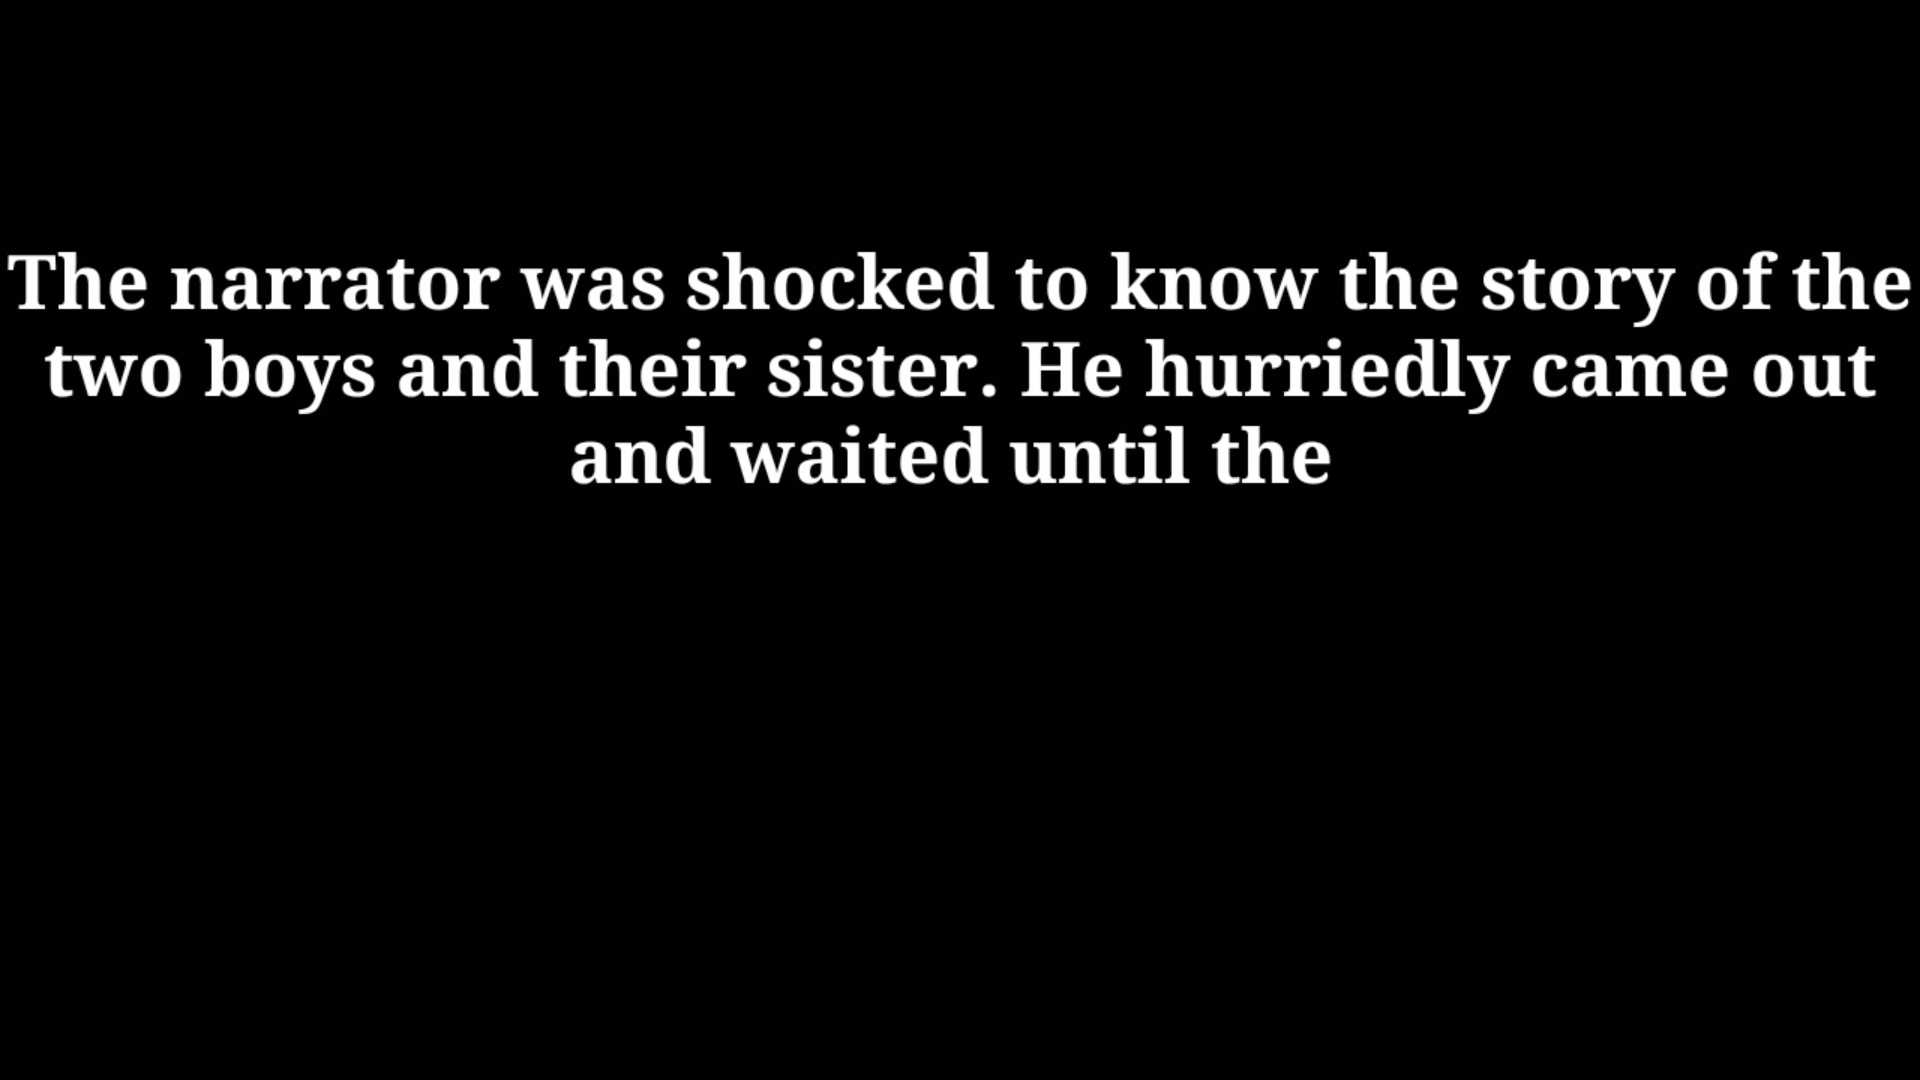 The narrator was shocked to know the story of the
two boys and their sister. He hurriedly came out
and waited until the